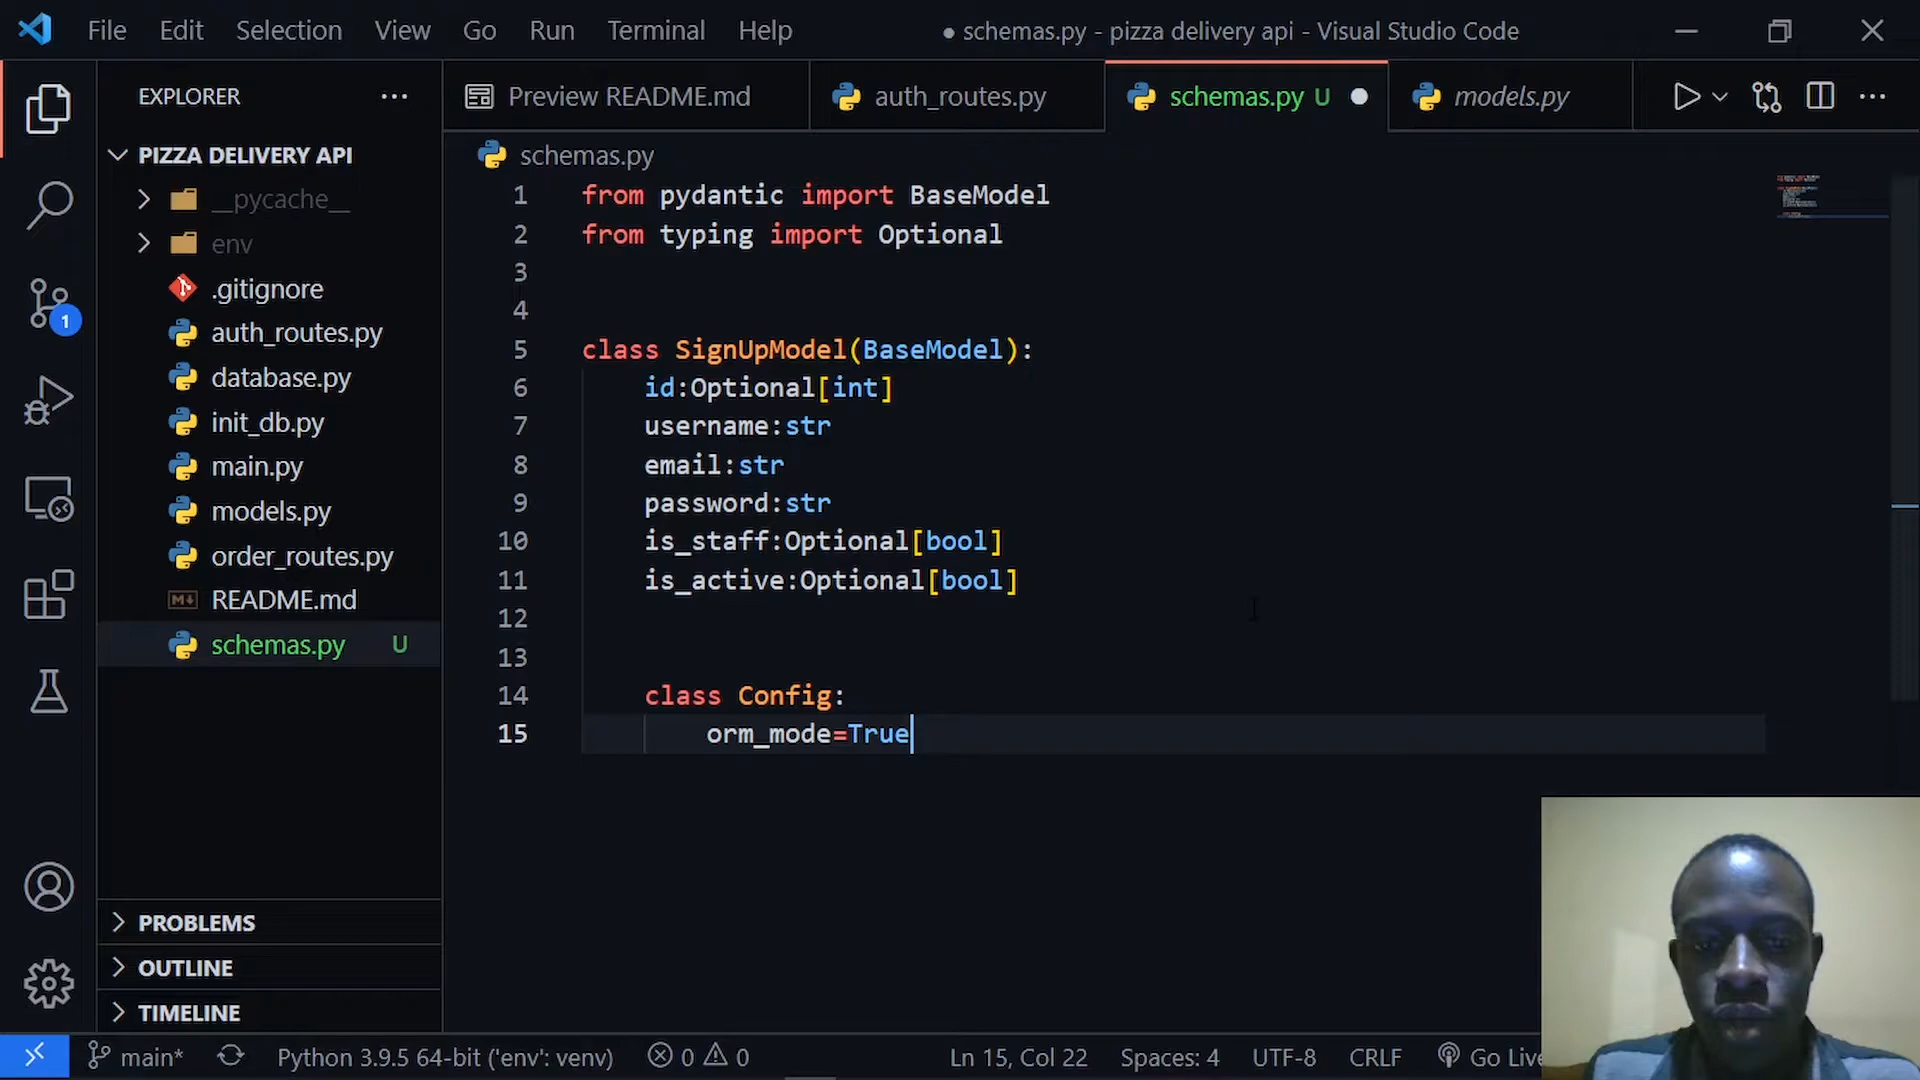 File Edit Selection View Go Run Terminal Help
● schemas.py - pizza delivery api - Visual Studio Code
EXPLORER
PIZZA DELIVERY API
__pycache__
env
.gitignore
auth_routes.py
database.py
init_db.py
main.py
models.py
order_routes.py
README.md
schemas.py U
PROBLEMS
OUTLINE
TIMELINE
1
Preview README.md
auth_routes.py
schemas.py U
models.py
schemas.py
1 from pydantic import BaseModel
2 from typing import Optional
3
4
5 class SignUpModel(BaseModel):
6 id:Optional[int]
7 username:str
8 email:str
9 password:str
10 is_staff:Optional[bool]
11 is_active:Optional[bool]
12
13
14 class Config:
15 orm_mode=True
main* Python 3.9.5 64-bit ('env': venv) 0 0 Ln 15, Col 22 Spaces: 4 UTF-8 CRLF Go Live